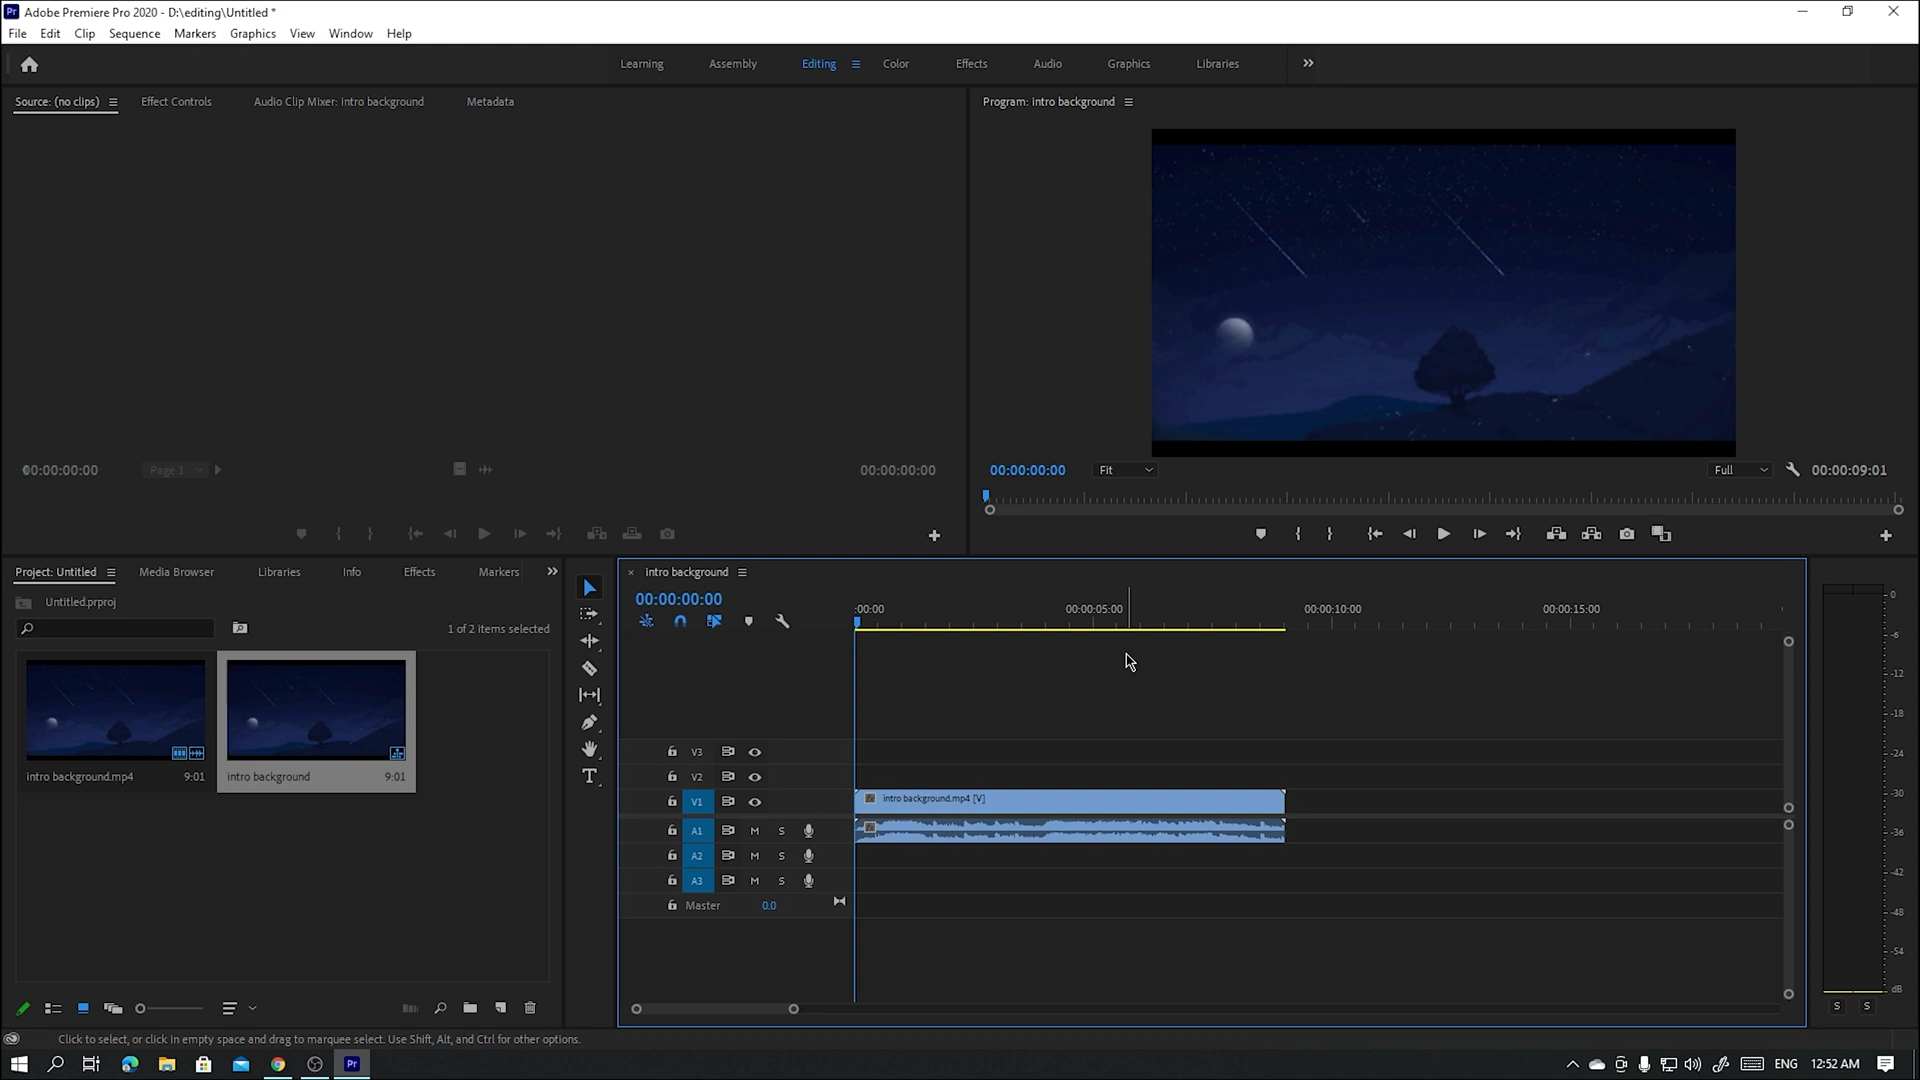 Pr Adobe Premiere Pro 2020 - D:\editing\Untitled *
File Edit Clip Sequence Markers Graphics View Window Help
Learning Assembly Editing Color Effects Audio Graphics Libraries
Source: (no clips) Effect Controls Audio Clip Mixer: intro background Metadata
Program: intro background
00:00:00:00 Page 1 00:00:00:00
00:00:00:00 Fit Full 00:00:09:01
Project: Untitled Media Browser Libraries Info Effects Markers
Untitled.prproj
1 of 2 items selected
intro background.mp4 9:01
intro background 9:01
× intro background
00:00:00:00
:00:00 00:00:05:00 00:00:10:00 00:00:15:00
V3
V2
V1 intro background.mp4 [V]
A1 M S
A2 M S
A3 M S
Master 0.0
0
-6
-12
-18
-24
-30
-36
-42
-48
-54
dB
S S
Click to select, or click in empty space and drag to marquee select. Use Shift, Alt, and Ctrl for other options.
Pr ENG 12:52 AM